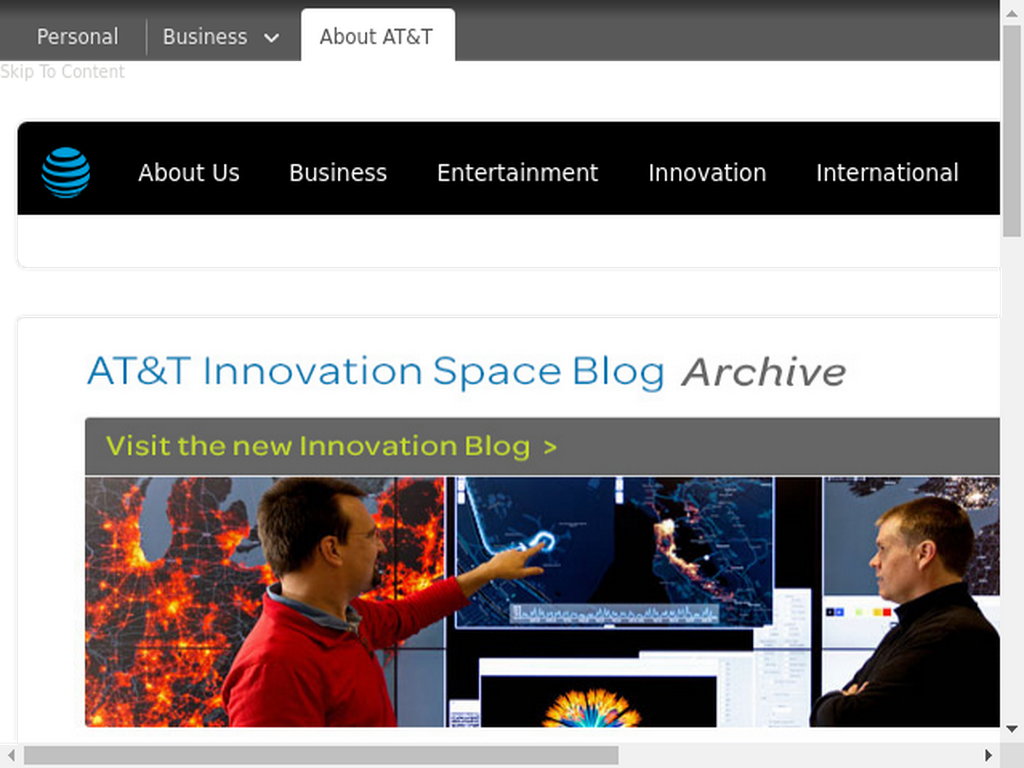 Personal
Business
About AT&T
Skip To Content
About Us
Business
Entertainment
Innovation
International
AT&T Innovation Space Blog Archive
Visit the new Innovation Blog >